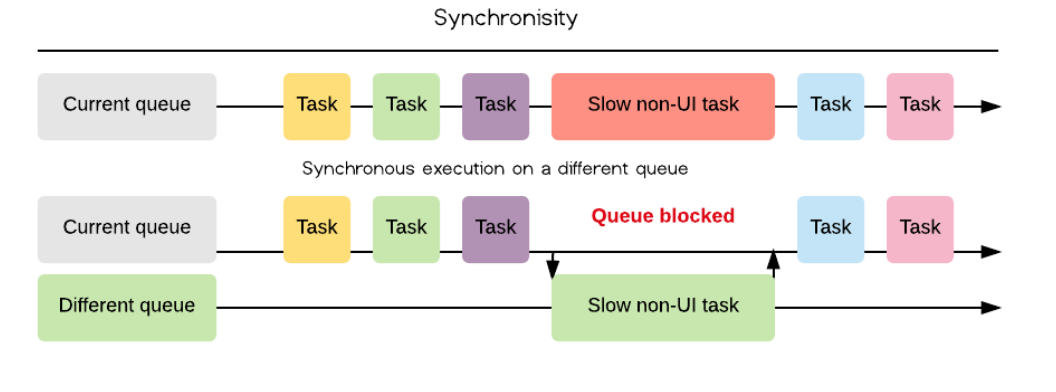 Synchronisity
Current queue Task Task Task Slow non-UI task Task Task
Synchronous execution on a different queue
Current queue Task Task Task Queue blocked Task Task
Different queue Slow non-UI task